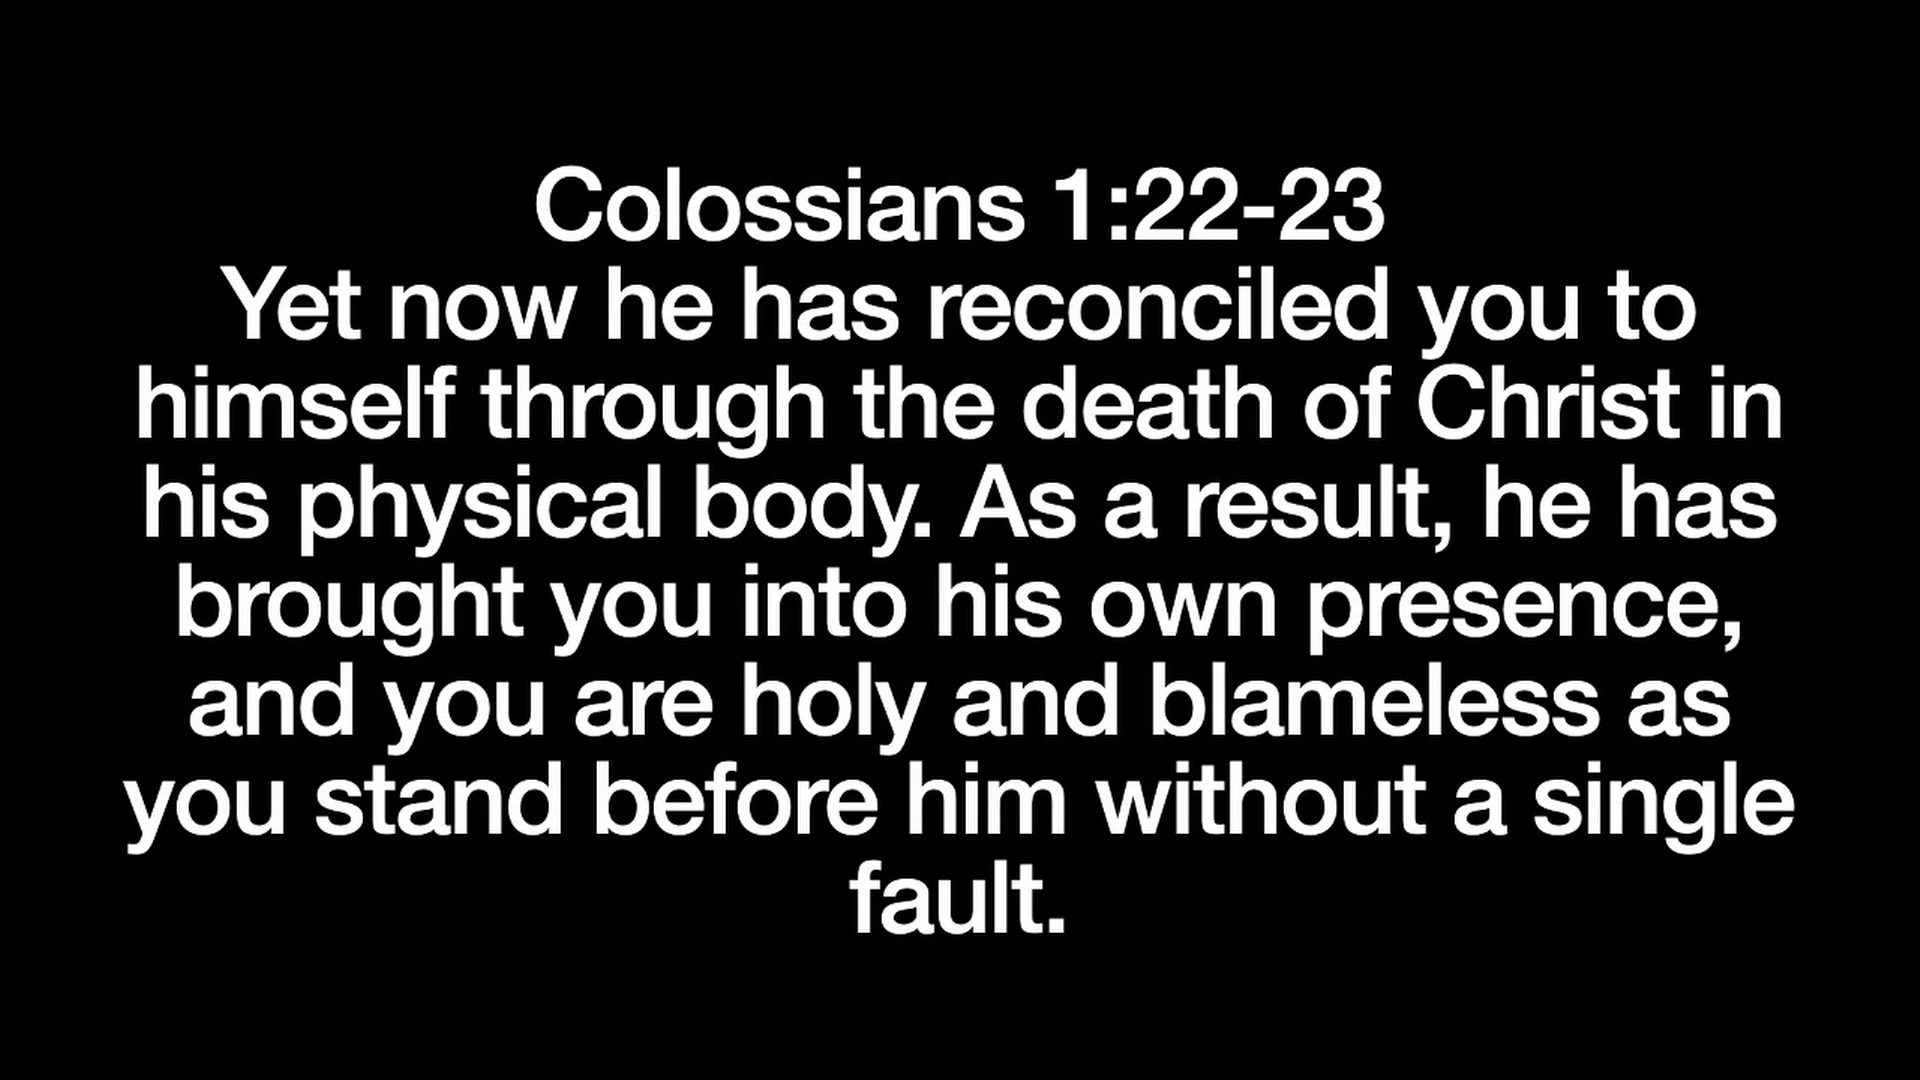 Colossians 1:22-23
Yet now he has reconciled you to
himself through the death of Christ in
his physical body. As a result, he has
brought you into his own presence,
and you are holy and blameless as
you stand before him without a single
fault.